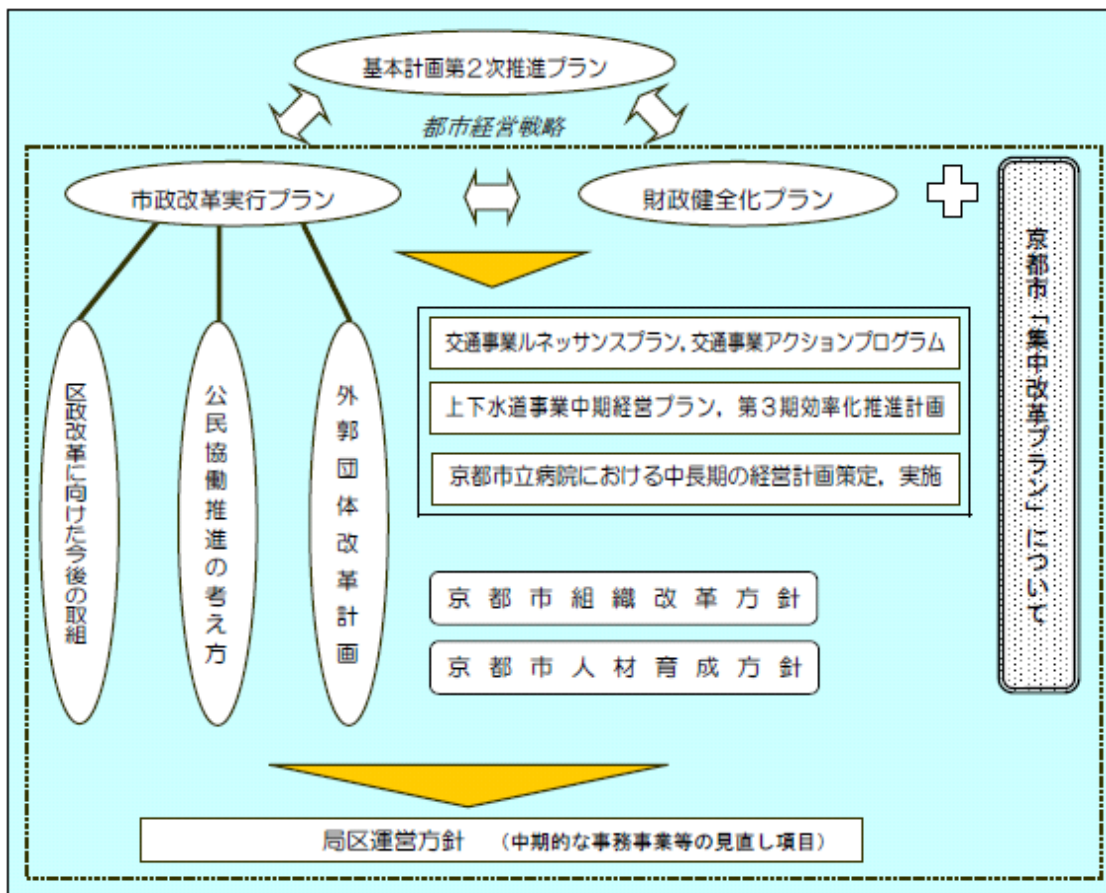 基本計画第2次推進プラン
都市経営戦略
市政改革実行プラン
財政健全化プラン
京都市「集中改革プラン」について
交通事業ルネッサンスプラン，交通事業アクションプログラム
上下水道事業中期経営プラン，第3期効率化推進計画
京都市立病院における中長期の経営計画策定，実施
区政改革に向けた今後の取組
公民協働推進の考え方
外郭団体改革計画
京都市組織改革方針
京都市人材育成方針
局区運営方針 （中期的な事務事業等の見直し項目）